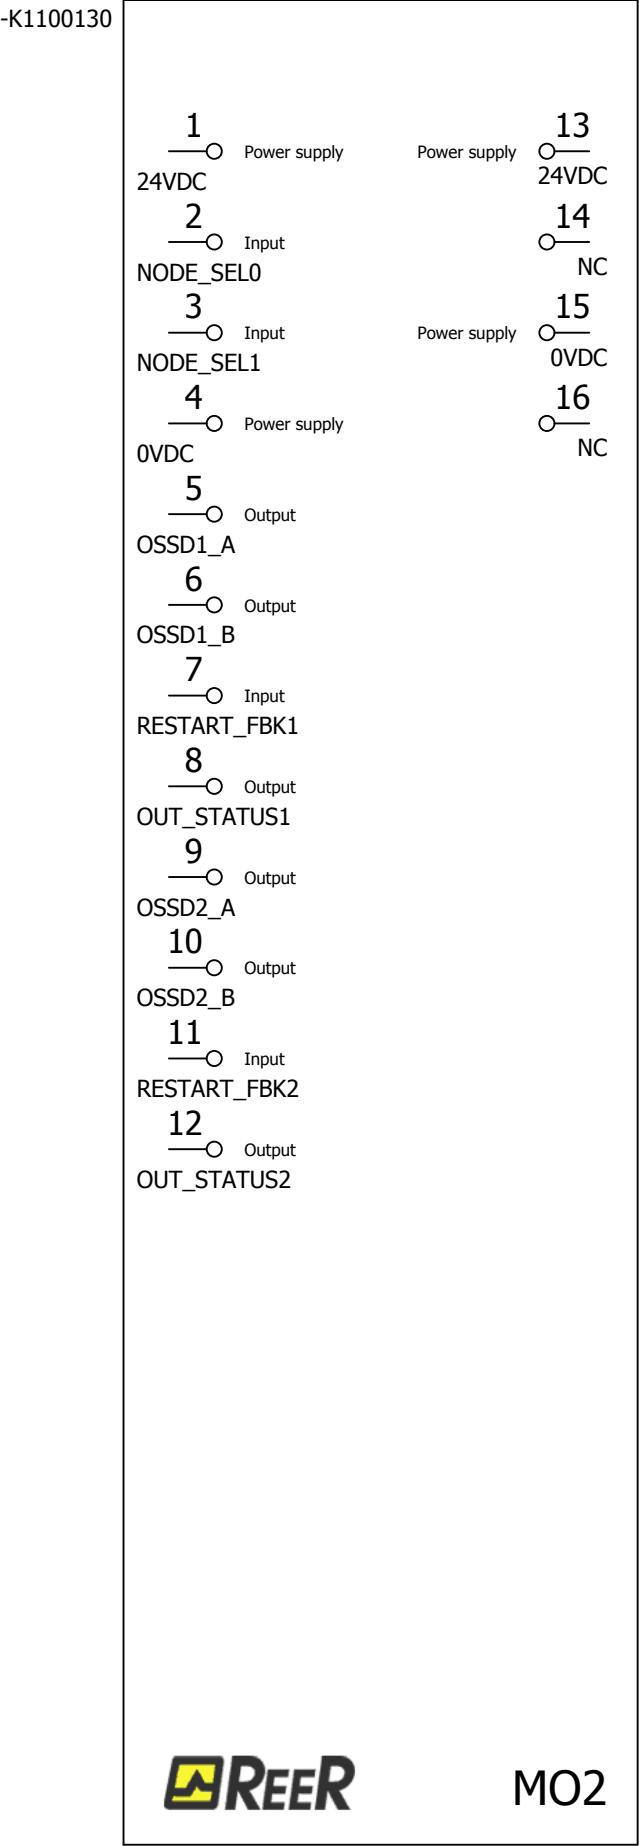 -K1100130
1 13
Power supply Power supply
24VDC 24VDC
2 14
Input
NODE_SEL0 NC
3 15
Input Power supply
NODE_SEL1 0VDC
4 16
Power supply
0VDC NC
5
Output
OSSD1_A
6
Output
OSSD1_B
7
Input
RESTART_FBK1
8
Output
OUT_STATUS1
9
Output
OSSD2_A
10
Output
OSSD2_B
11
Input
RESTART_FBK2
12
Output
OUT_STATUS2
REER MO2